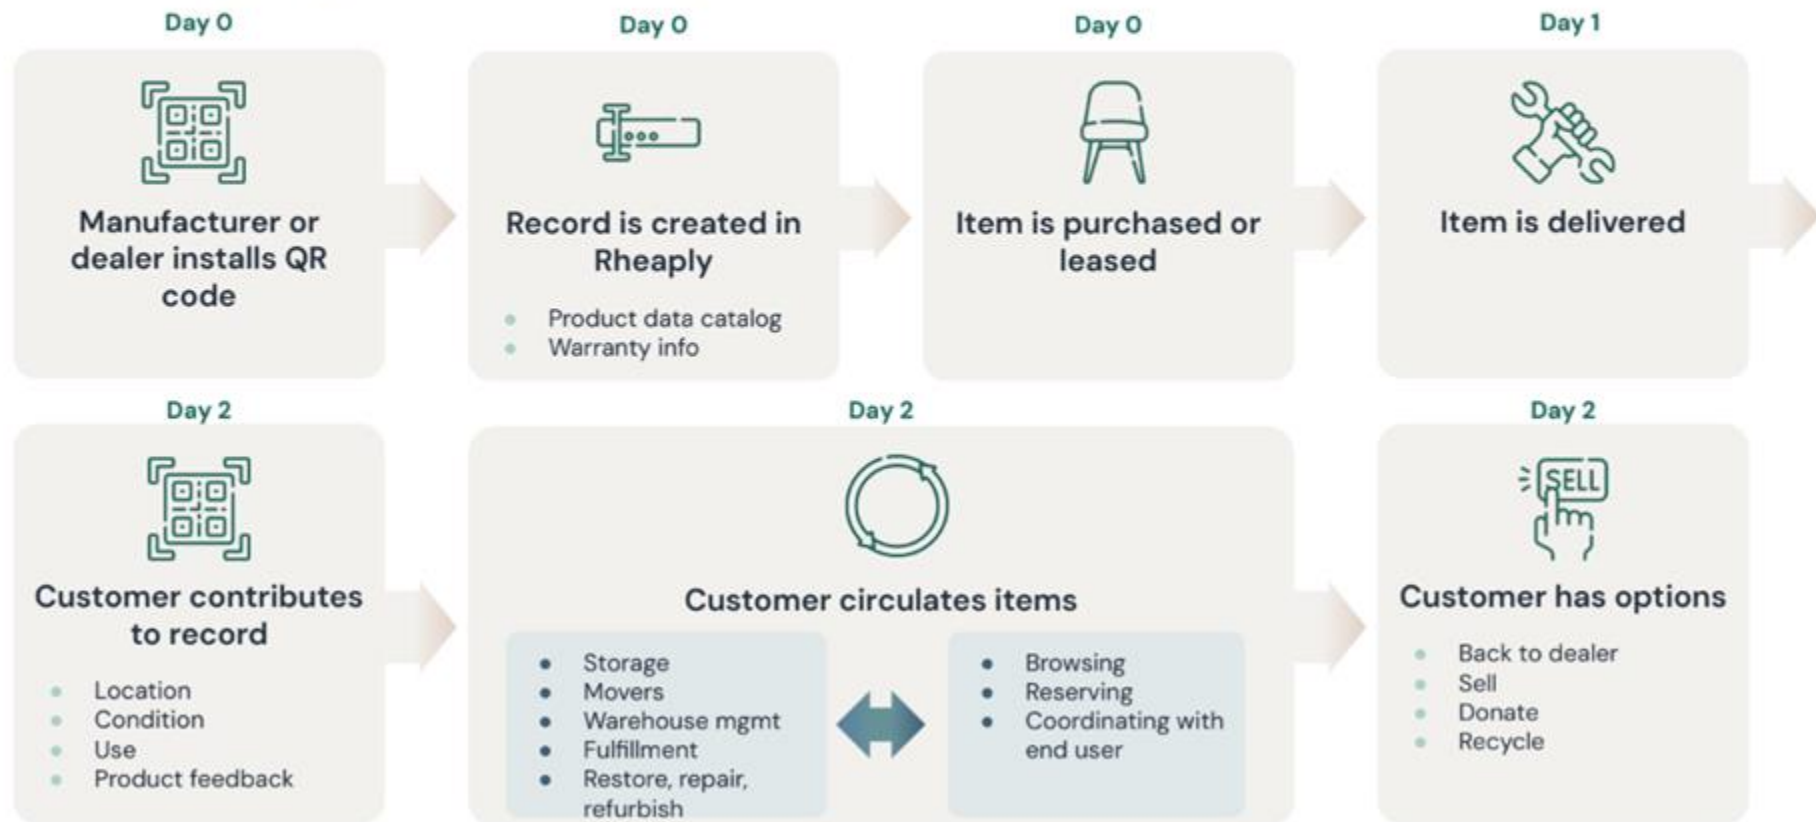 Day 0
Manufacturer or
dealer installs QR
code
Day 0
Record is created in
Rheaply
Product data catalog
Warranty info
Day 0
Item is purchased or
leased
Day 1
Item is delivered
Day 2
Customer contributes
to record
Location
Condition
Use
Product feedback
Day 2
Customer circulates items
Storage
Movers
Warehouse mgmt
Fulfillment
Restore, repair,
refurbish
Browsing
Reserving
Coordinating with
end user
Day 2
SELL
Customer has options
Back to dealer
Sell
Donate
Recycle